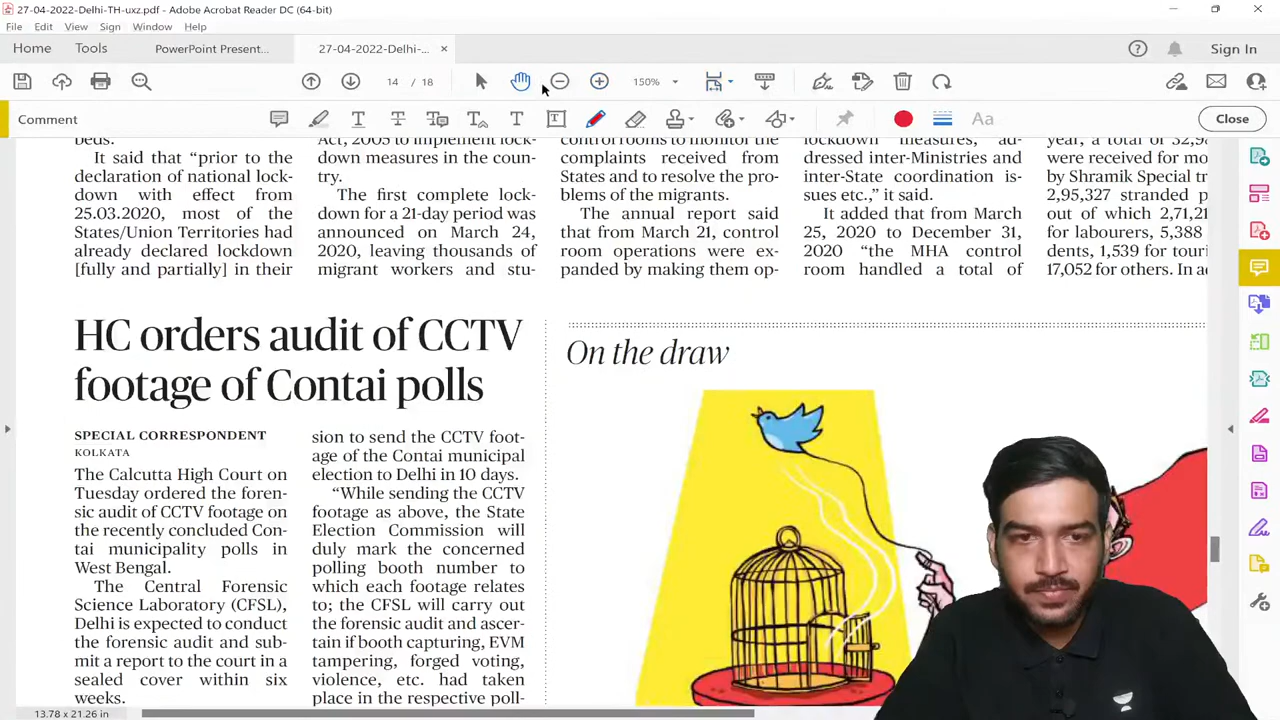 27-04-2022-Delhi-TH-uxz.pdf - Adobe Acrobat Reader DC (64-bit)
File Edit View Sign Window Help
Home Tools PowerPoint Present... 27-04-2022-Delhi-... × Sign In
14 / 18 150%
Comment Aa Close
beds.
It said that “prior to the
declaration of national lock-
down with effect from
25.03.2020, most of the
States/Union Territories had
already declared lockdown
[fully and partially] in their
Act, 2005 to implement lock-
down measures in the coun-
try.
The first complete lock-
down for a 21-day period was
announced on March 24,
2020, leaving thousands of
migrant workers and stu-
control rooms to monitor the
complaints received from
States and to resolve the pro-
blems of the migrants.
The annual report said
that from March 21, control
room operations were ex-
panded by making them op-
lockdown measures, ad-
dressed inter-Ministries and
inter-State coordination is-
sues etc.,” it said.
It added that from March
25, 2020 to December 31,
2020 “the MHA control
room handled a total of
year, a total of 32,9
were received for mo
by Shramik Special tr
2,95,327 stranded p
out of which 2,71,21
for labourers, 5,388
dents, 1,539 for touri
17,052 for others. In ac
HC orders audit of CCTV
footage of Contai polls
SPECIAL CORRESPONDENT
KOLKATA
The Calcutta High Court on
Tuesday ordered the foren-
sic audit of CCTV footage on
the recently concluded Con-
tai municipality polls in
West Bengal.
The Central Forensic
Science Laboratory (CFSL),
Delhi is expected to conduct
the forensic audit and sub-
mit a report to the court in a
sealed cover within six
weeks.
sion to send the CCTV foot-
age of the Contai municipal
election to Delhi in 10 days.
“While sending the CCTV
footage as above, the State
Election Commission will
duly mark the concerned
polling booth number to
which each footage relates
to; the CFSL will carry out
the forensic audit and ascer-
tain if booth capturing, EVM
tampering, forged voting,
violence, etc. had taken
place in the respective poll-
On the draw
13.78 x 21.26 in